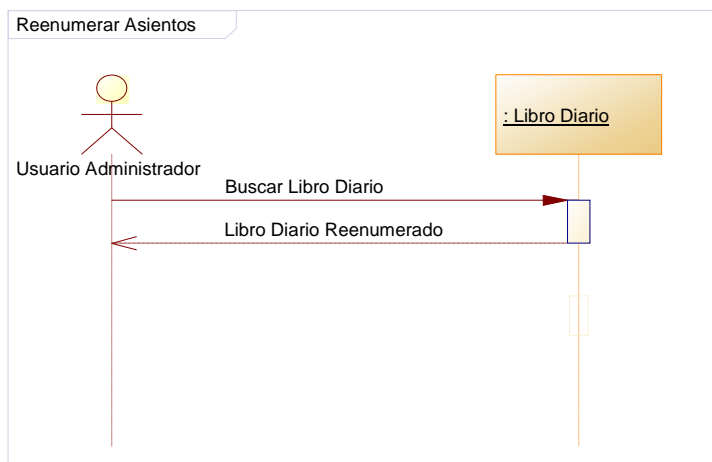 Reenumerar Asientos
: Libro Diario
Usuario Administrador
Buscar Libro Diario
Libro Diario Reenumerado